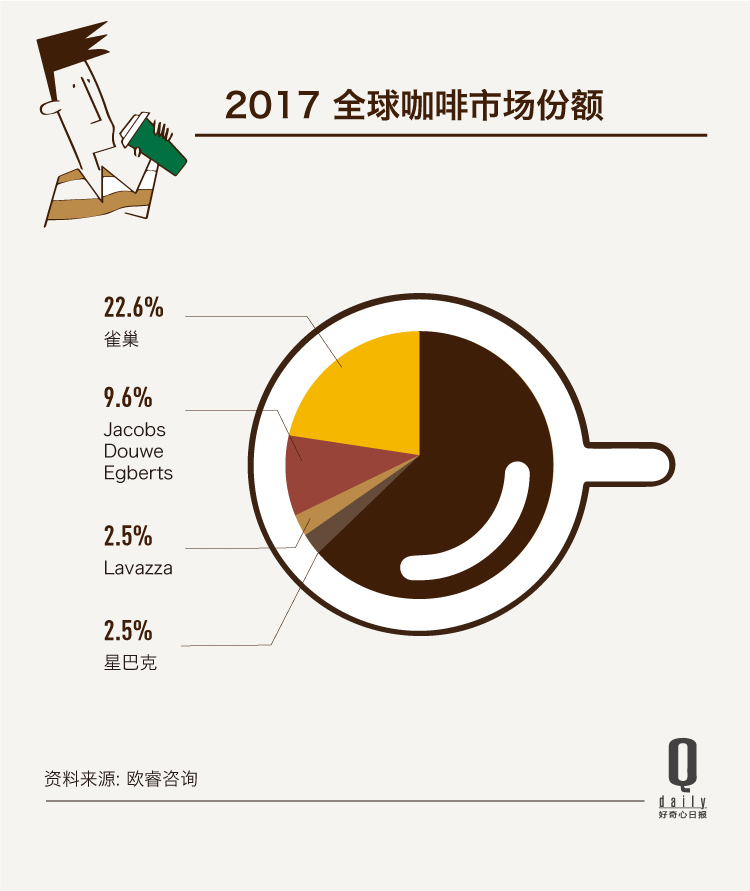 2017 全球咖啡市场份额
22.6%
雀巢
9.6%
Jacobs
Douwe
Egberts
2.5%
Lavazza
2.5%
星巴克
资料来源: 欧睿咨询
Q
daily
好奇心日报